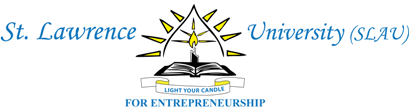 St. Lawrence University (SLAU)
LIGHT YOUR CANDLE
FOR ENTREPRENEURSHIP